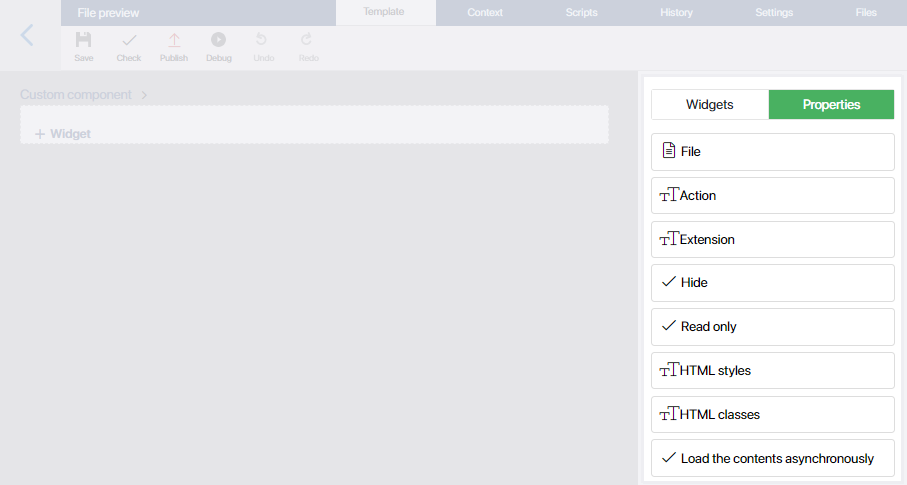 File preview
Template
Context
Scripts
History
Settings
Files
Save
Check
Publish
Debug
Undo
Redo
Custom component
+ Widget
Widgets
Properties
File
Action
Extension
Hide
Read only
HTML styles
HTML classes
Load the contents asynchronously